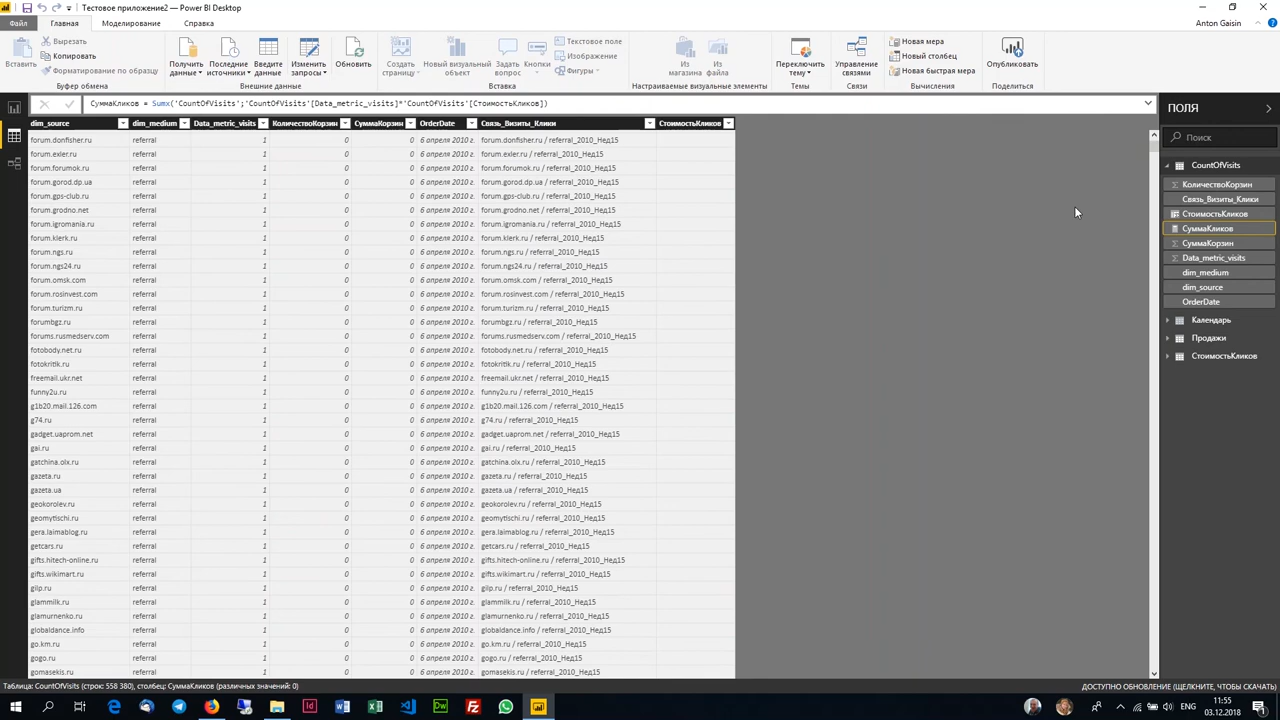 Тестовое приложение2 — Power BI Desktop
Файл Главная Моделирование Справка Anton Gaisin
Вставить
Вырезать
Копировать
Форматирование по образцу
Буфер обмена
Получить данные
Последние источники
Введите данные
Изменить запросы
Обновить
Внешние данные
Создать страницу
Новый визуальный объект
Задать вопрос
Кнопки
Текстовое поле
Изображение
Фигуры
Вставка
Из магазина
Из файла
Настраиваемые визуальные элементы
Переключить тему
Темы
Управление связями
Связи
Новая мера
Новый столбец
Новая быстрая мера
Вычисления
Опубликовать
Поделиться
СуммаКликов = Sumx('CountOfVisits';'CountOfVisits'[Data_metric_visits]*'CountOfVisits'[СтоимостьКликов])
dim_source dim_medium Data_metric_visits КоличествоКорзин СуммаКорзин OrderDate Связь_Визиты_Клики СтоимостьКликов
forum.donfisher.ru referral 1 0 0 6 апреля 2010 г. forum.donfisher.ru / referral_2010_Нед15
forum.exler.ru referral 1 0 0 6 апреля 2010 г. forum.exler.ru / referral_2010_Нед15
forum.forumok.ru referral 1 0 0 6 апреля 2010 г. forum.forumok.ru / referral_2010_Нед15
forum.gorod.dp.ua referral 1 0 0 6 апреля 2010 г. forum.gorod.dp.ua / referral_2010_Нед15
forum.gps-club.ru referral 1 0 0 6 апреля 2010 г. forum.gps-club.ru / referral_2010_Нед15
forum.grodno.net referral 1 0 0 6 апреля 2010 г. forum.grodno.net / referral_2010_Нед15
forum.igromania.ru referral 1 0 0 6 апреля 2010 г. forum.igromania.ru / referral_2010_Нед15
forum.klerk.ru referral 1 0 0 6 апреля 2010 г. forum.klerk.ru / referral_2010_Нед15
forum.ngs.ru referral 1 0 0 6 апреля 2010 г. forum.ngs.ru / referral_2010_Нед15
forum.ngs24.ru referral 1 0 0 6 апреля 2010 г. forum.ngs24.ru / referral_2010_Нед15
forum.omsk.com referral 1 0 0 6 апреля 2010 г. forum.omsk.com / referral_2010_Нед15
forum.rosinvest.com referral 1 0 0 6 апреля 2010 г. forum.rosinvest.com / referral_2010_Нед15
forum.turizm.ru referral 1 0 0 6 апреля 2010 г. forum.turizm.ru / referral_2010_Нед15
forumbgz.ru referral 1 0 0 6 апреля 2010 г. forumbgz.ru / referral_2010_Нед15
forums.rusmedserv.com referral 1 0 0 6 апреля 2010 г. forums.rusmedserv.com / referral_2010_Нед15
fotobody.net.ru referral 1 0 0 6 апреля 2010 г. fotobody.net.ru / referral_2010_Нед15
fotokritik.ru referral 1 0 0 6 апреля 2010 г. fotokritik.ru / referral_2010_Нед15
freemail.ukr.net referral 1 0 0 6 апреля 2010 г. freemail.ukr.net / referral_2010_Нед15
funny2u.ru referral 1 0 0 6 апреля 2010 г. funny2u.ru / referral_2010_Нед15
g1b20.mail.126.com referral 1 0 0 6 апреля 2010 г. g1b20.mail.126.com / referral_2010_Нед15
g74.ru referral 1 0 0 6 апреля 2010 г. g74.ru / referral_2010_Нед15
gadget.uaprom.net referral 1 0 0 6 апреля 2010 г. gadget.uaprom.net / referral_2010_Нед15
gai.ru referral 1 0 0 6 апреля 2010 г. gai.ru / referral_2010_Нед15
gatchina.olx.ru referral 1 0 0 6 апреля 2010 г. gatchina.olx.ru / referral_2010_Нед15
gazeta.ru referral 1 0 0 6 апреля 2010 г. gazeta.ru / referral_2010_Нед15
gazeta.ua referral 1 0 0 6 апреля 2010 г. gazeta.ua / referral_2010_Нед15
geokorolev.ru referral 1 0 0 6 апреля 2010 г. geokorolev.ru / referral_2010_Нед15
geomytischi.ru referral 1 0 0 6 апреля 2010 г. geomytischi.ru / referral_2010_Нед15
gera.laimablog.ru referral 1 0 0 6 апреля 2010 г. gera.laimablog.ru / referral_2010_Нед15
getcars.ru referral 1 0 0 6 апреля 2010 г. getcars.ru / referral_2010_Нед15
gifts.hitech-online.ru referral 1 0 0 6 апреля 2010 г. gifts.hitech-online.ru / referral_2010_Нед15
gifts.wikimart.ru referral 1 0 0 6 апреля 2010 г. gifts.wikimart.ru / referral_2010_Нед15
gilp.ru referral 1 0 0 6 апреля 2010 г. gilp.ru / referral_2010_Нед15
glammilk.ru referral 1 0 0 6 апреля 2010 г. glammilk.ru / referral_2010_Нед15
glamurnenko.ru referral 1 0 0 6 апреля 2010 г. glamurnenko.ru / referral_2010_Нед15
globaldance.info referral 1 0 0 6 апреля 2010 г. globaldance.info / referral_2010_Нед15
go.km.ru referral 1 0 0 6 апреля 2010 г. go.km.ru / referral_2010_Нед15
gogo.ru referral 1 0 0 6 апреля 2010 г. gogo.ru / referral_2010_Нед15
gomasekis.ru referral 1 0 0 6 апреля 2010 г. gomasekis.ru / referral_2010_Нед15
ПОЛЯ
Поиск
CountOfVisits
КоличествоКорзин
Связь_Визиты_Клики
СтоимостьКликов
СуммаКликов
СуммаКорзин
Data_metric_visits
dim_medium
dim_source
OrderDate
Календарь
Продажи
СтоимостьКликов
Таблица: CountOfVisits (строк: 558 380), столбец: СуммаКликов (различных значений: 0)
ДОСТУПНО ОБНОВЛЕНИЕ (ЩЕЛКНИТЕ, ЧТОБЫ СКАЧАТЬ)
ENG
11:55
03.12.2018